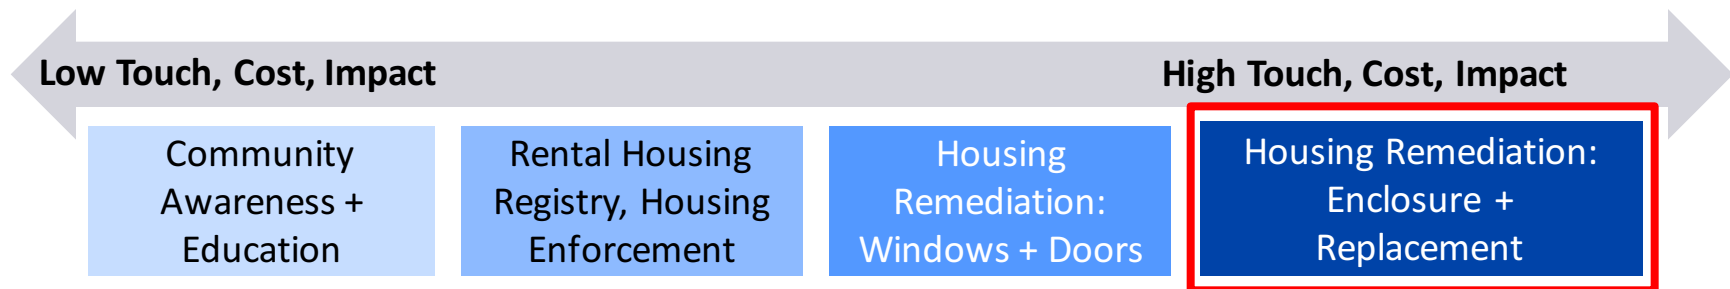 Low Touch, Cost, Impact
High Touch, Cost, Impact
Community
Awareness +
Education
Rental Housing
Registry, Housing
Enforcement
Housing
Remediation:
Windows + Doors
Housing Remediation:
Enclosure +
Replacement